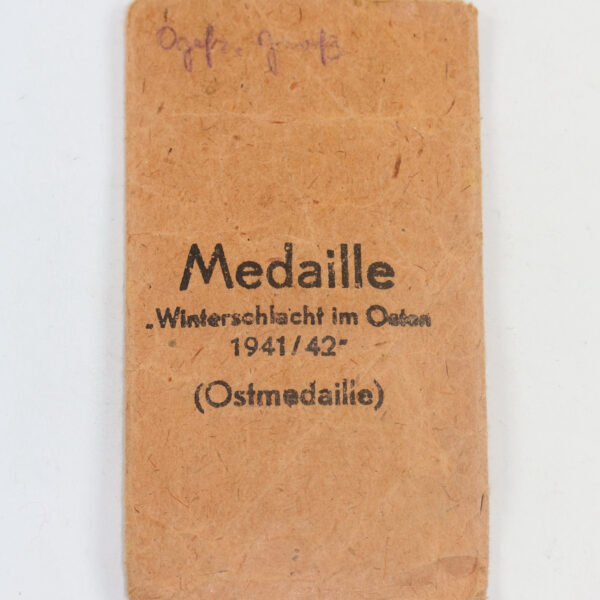 Medaille
„Winterschlacht im Osten
1941/42“
(Ostmedaille)